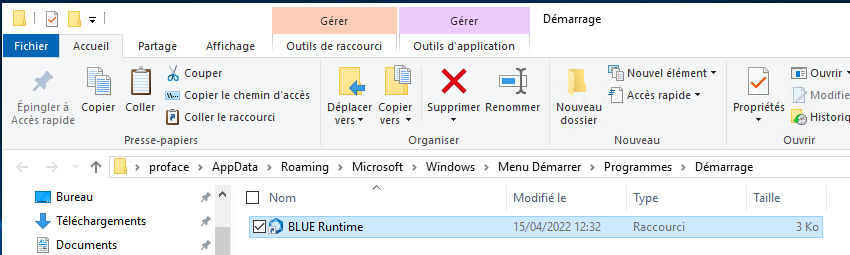 Gérer Gérer Démarrage
Fichier Accueil Partage Affichage Outils de raccourci Outils d'application
Épingler à Accès rapide
Copier
Coller
Couper
Copier le chemin d'accès
Coller le raccourci
Presse-papiers
Déplacer vers
Copier vers
Supprimer
Renommer
Organiser
Nouveau dossier
Nouvel élément
Accès rapide
Nouveau
Propriétés
Ouvrir
Modifie
Historiq
Ouvrir
proface > AppData > Roaming > Microsoft > Windows > Menu Démarrer > Programmes > Démarrage
Bureau
Téléchargements
Documents
Nom Modifié le Type Taille
BLUE Runtime 15/04/2022 12:32 Raccourci 3 Ko